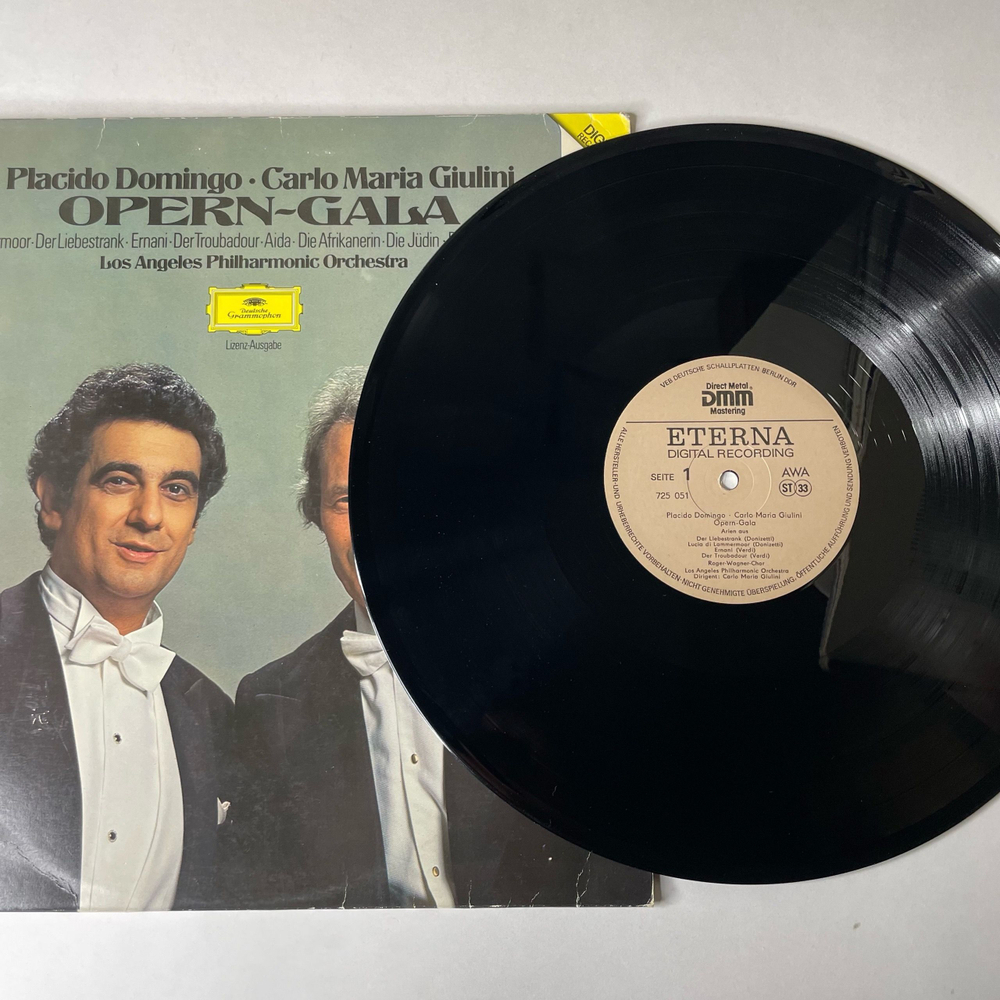 Placido Domingo · Carlo Maria Giulini
OPERN-GALA
rmoor · Der Liebestrank · Ernani · Der Troubadour · Aida · Die Afrikanerin · Die Jüdin ·
Los Angeles Philharmonic Orchestra
Deutsche
Grammophon
Lizenz-Ausgabe
DIG
VEB DEUTSCHE SCHALLPLATTEN BERLIN DDR
Direct Metal
DMM
Mastering
ETERNA
DIGITAL RECORDING
SEITE 1
AWA
725 051
ST 33
Placido Domingo · Carlo Maria Giulini
Opern-Gala
Arien aus
Der Liebestrank (Donizetti)
Lucia di Lammermoor (Donizetti)
Ernani (Verdi)
Der Troubadour (Verdi)
Roger-Wagner-Chor
Los Angeles Philharmonic Orchestra
Dirigent: Carlo Maria Giulini
ALLE HERSTELLER- UND URHEBERRECHTE VORBEHALTEN · NICHT GENEHMIGTE ÜBERSPIELUNG, ÖFFENTLICHE AUFFÜHRUNG UND SENDUNG VERBOTEN